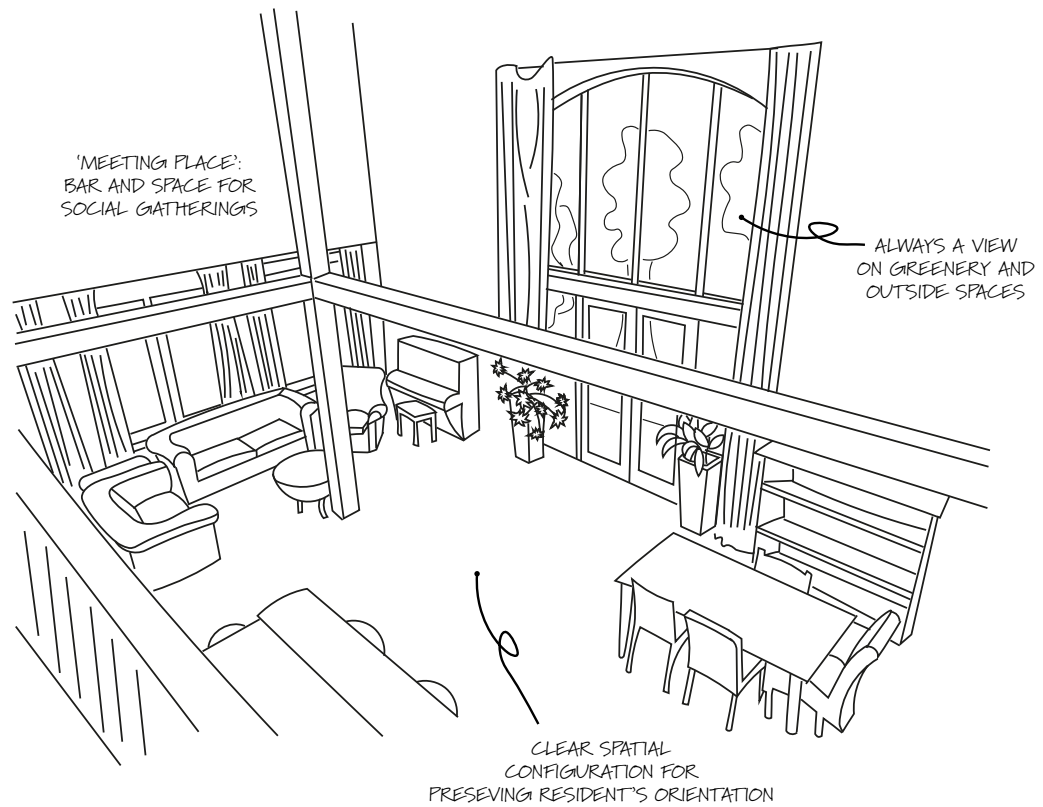 'MEETING PLACE':
BAR AND SPACE FOR
SOCIAL GATHERINGS
ALWAYS A VIEW
ON GREENERY AND
OUTSIDE SPACES
CLEAR SPATIAL
CONFIGURATION FOR
PRESEVING RESIDENT'S ORIENTATION